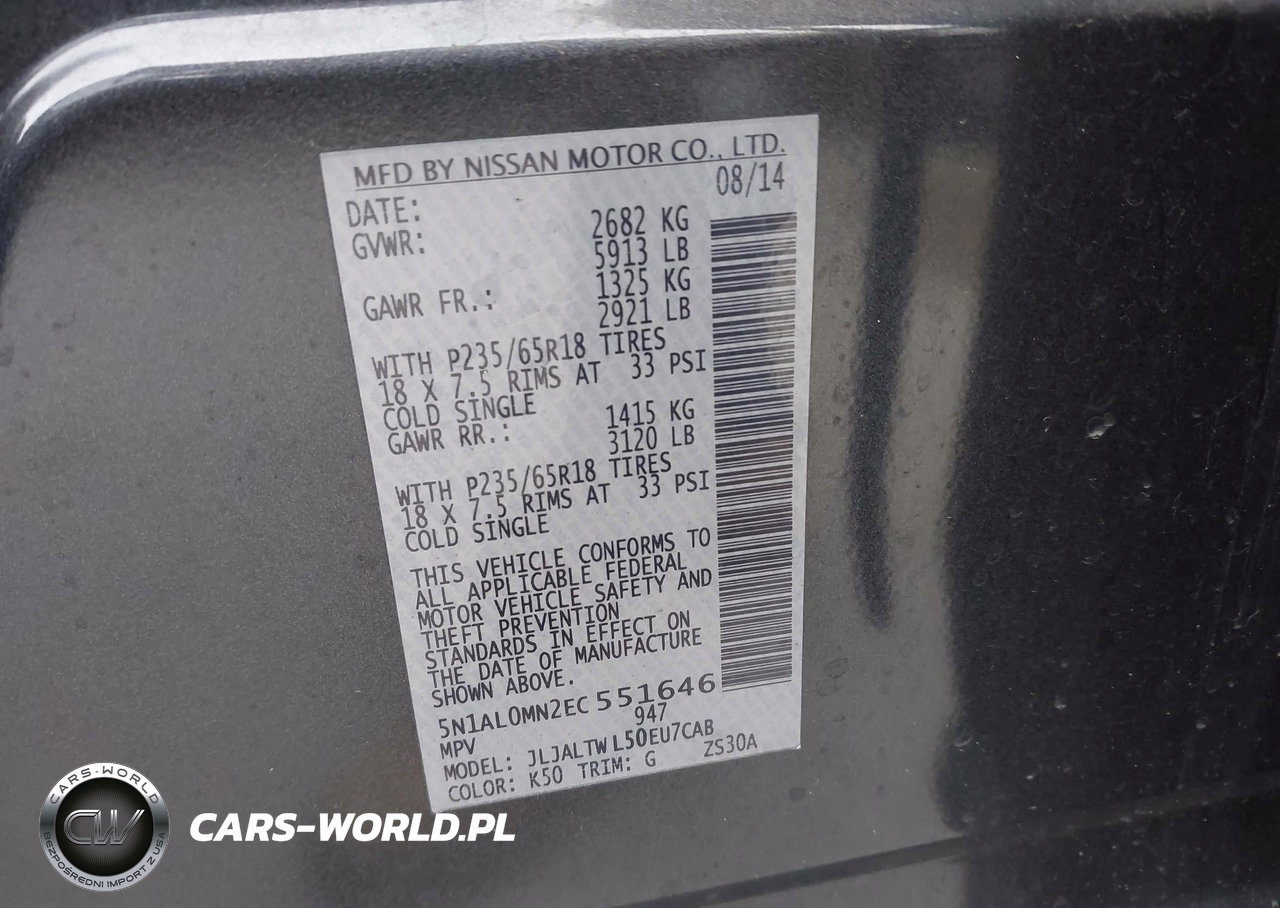 MFD BY NISSAN MOTOR CO., LTD.
DATE: 08/14
GVWR: 2682 KG
5913 LB
GAWR FR.: 1325 KG
2921 LB
WITH P235/65R18 TIRES
18 X 7.5 RIMS AT 33 PSI
COLD SINGLE
GAWR RR.: 1415 KG
3120 LB
WITH P235/65R18 TIRES
18 X 7.5 RIMS AT 33 PSI
COLD SINGLE
THIS VEHICLE CONFORMS TO
ALL APPLICABLE FEDERAL
MOTOR VEHICLE SAFETY AND
THEFT PREVENTION
STANDARDS IN EFFECT ON
THE DATE OF MANUFACTURE
SHOWN ABOVE.
5N1AL0MN2EC 551646
MPV 947
MODEL: JLJALTWL50EU7CAB
COLOR: K50 TRIM: G ZS30A
CARS-WORLD
CW
BEZPOŚREDNI IMPORT Z USA
CARS-WORLD.PL